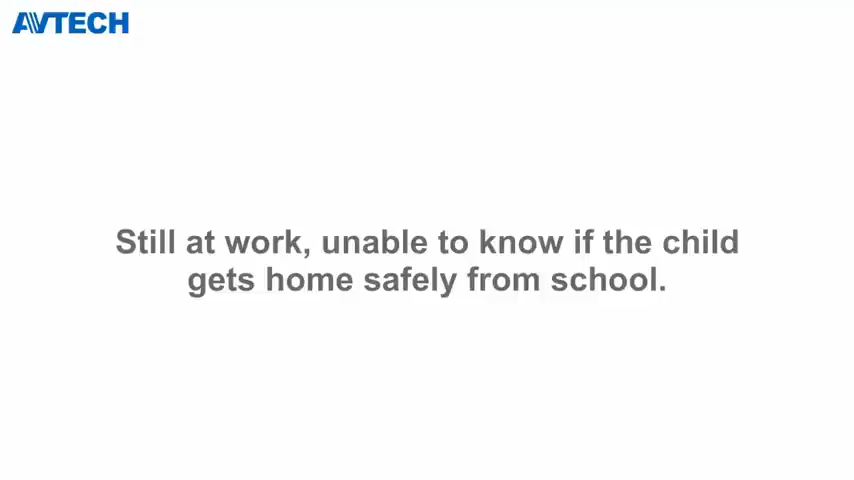 AVTECH
Still at work, unable to know if the child
gets home safely from school.